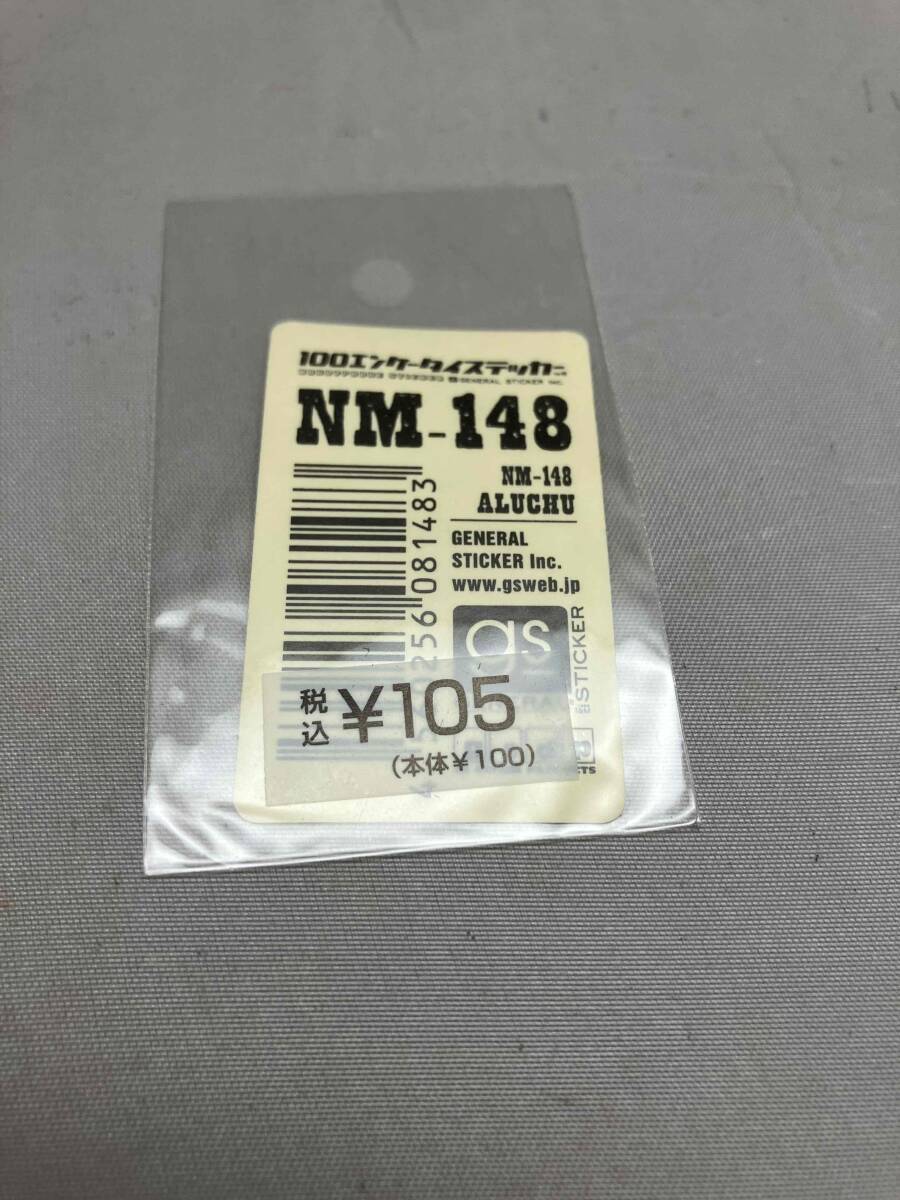 100エンケータイステッカー
GENERAL STICKER INC.
NM-148
NM-148
ALUCHU
GENERAL
STICKER Inc.
www.gsweb.jp
256081483
gs
STICKER
税込 ¥105
(本体¥100)